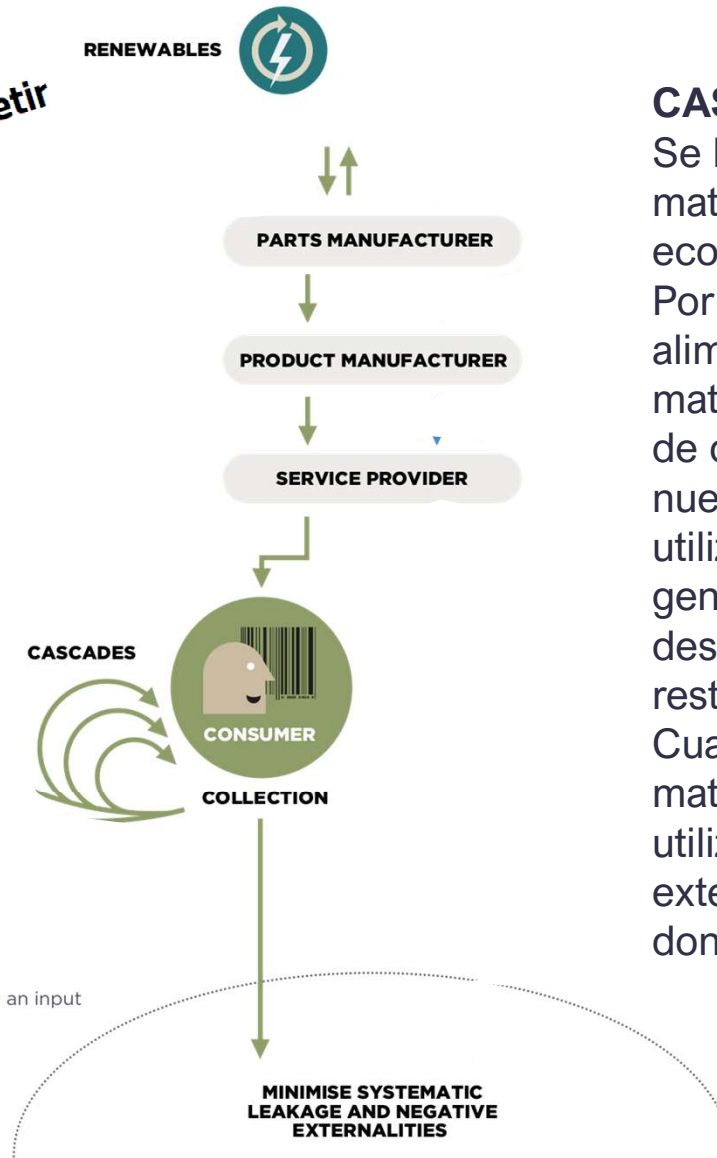 RENEWABLES
etir
PARTS MANUFACTURER
PRODUCT MANUFACTURER
SERVICE PROVIDER
CASCADES
CONSUMER
COLLECTION
an input
MINIMISE SYSTEMATIC
LEAKAGE AND NEGATIVE
EXTERNALITIES
CAS
Se
mat
eco
Por
alim
mat
de
nue
utiliz
gen
des
rest
Cua
mat
utiliz
exte
don